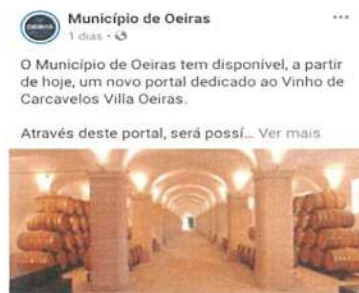 Município de Oeiras
1 dias ·
O Município de Oeiras tem disponível, a partir
de hoje, um novo portal dedicado ao Vinho de
Carcavelos Villa Oeiras.
Através deste portal, será possí... Ver mais